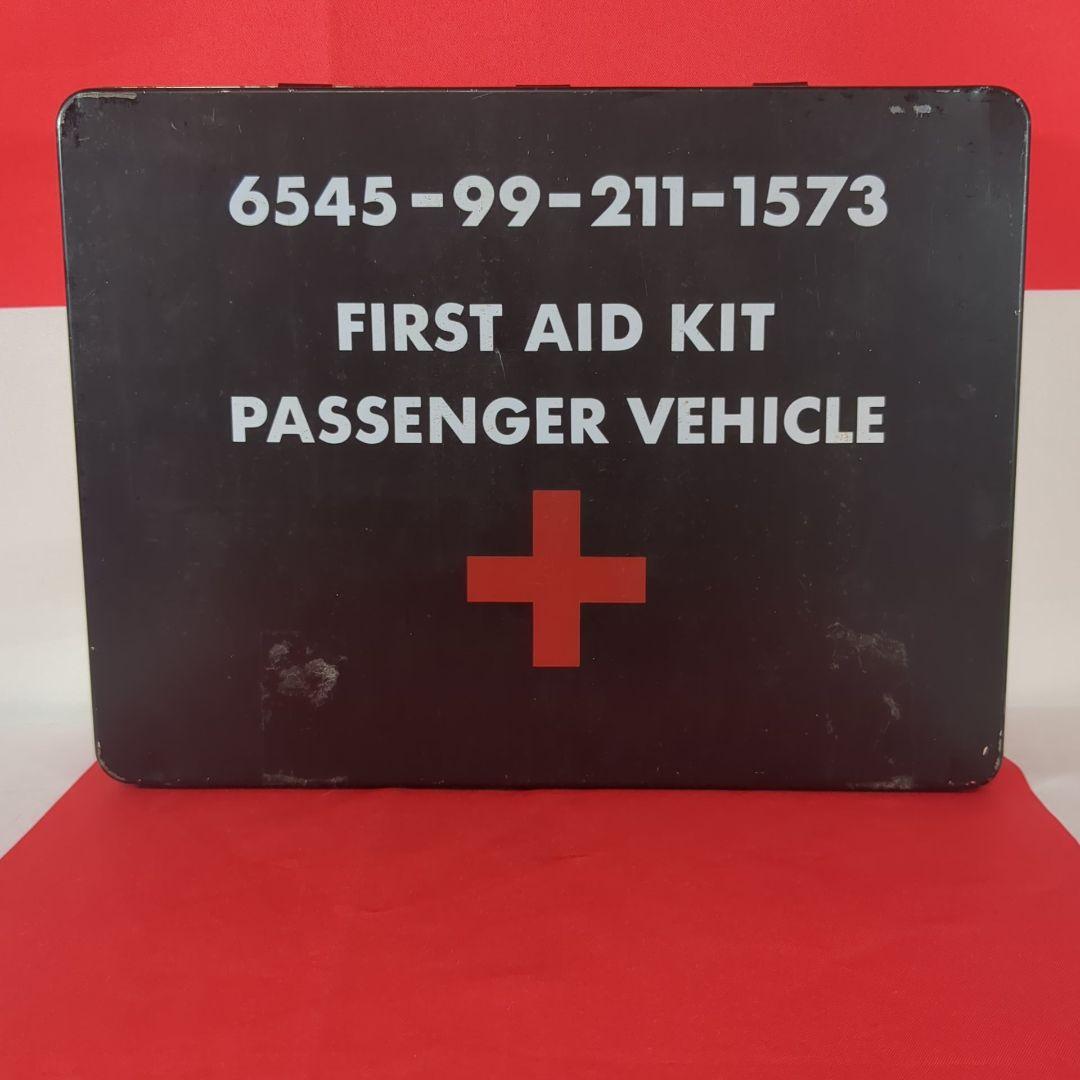 6545-99-211-1573
FIRST AID KIT
PASSENGER VEHICLE